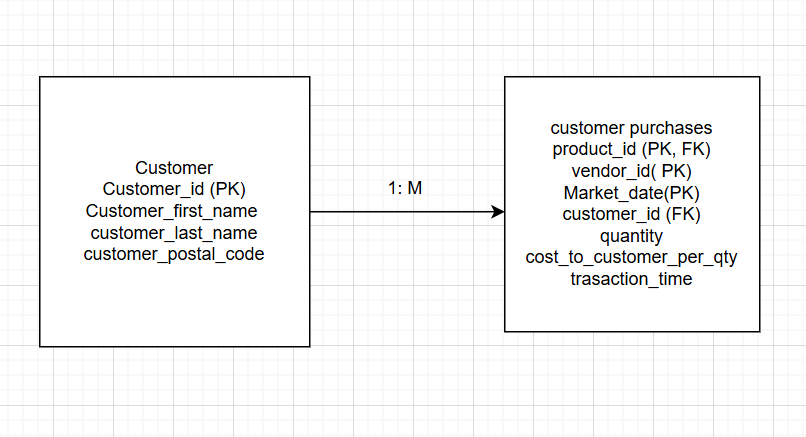 Customer
Customer_id (PK)
Customer_first_name
customer_last_name
customer_postal_code
1: M
customer purchases
product_id (PK, FK)
vendor_id( PK)
Market_date(PK)
customer_id (FK)
quantity
cost_to_customer_per_qty
trasaction_time